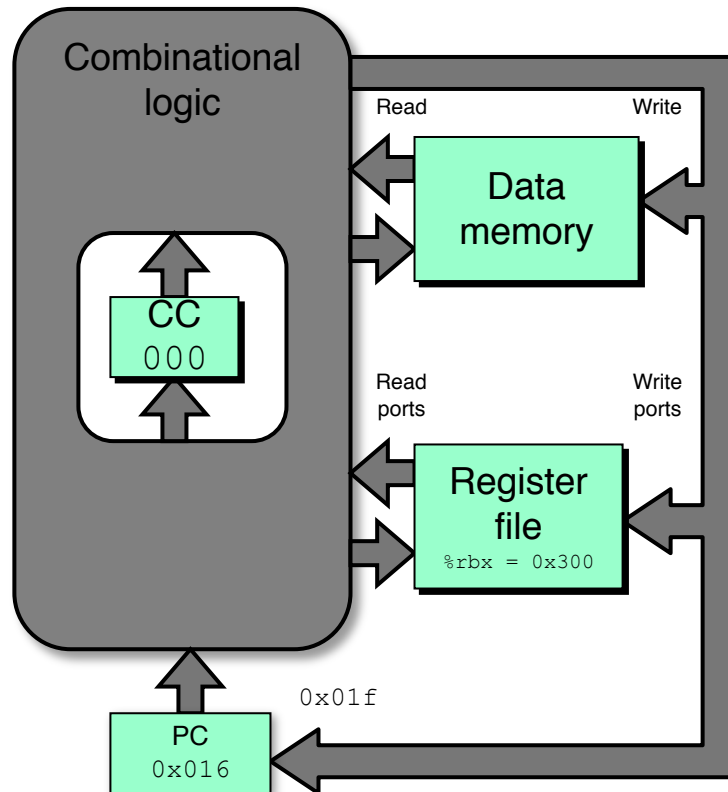 Combinational
logic
Read
Write
Data
memory
CC
000
Read
ports
Write
ports
Register
file
%rbx = 0x300
0x01f
PC
0x016